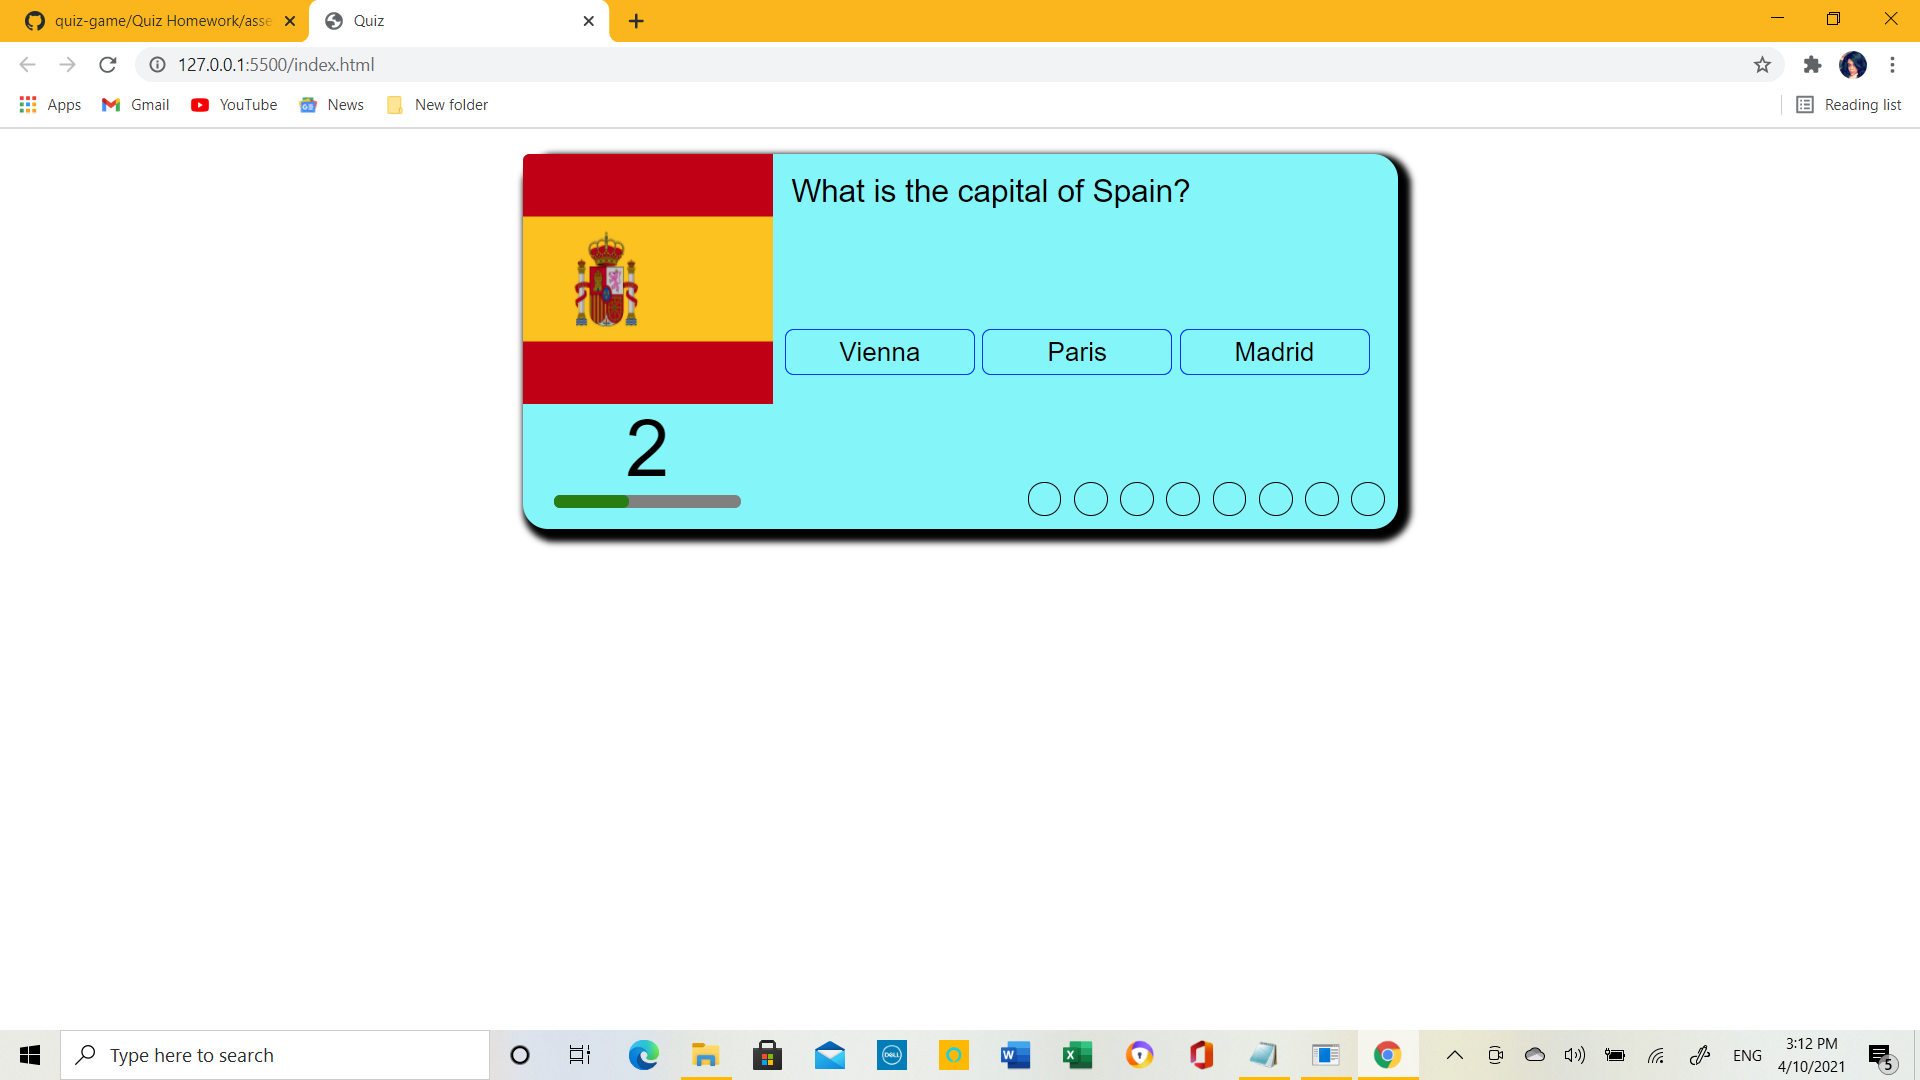 quiz-game/Quiz Homework/asse
Quiz
127.0.0.1:5500/index.html
Apps
Gmail
YouTube
News
New folder
Reading list
What is the capital of Spain?
Vienna
Paris
Madrid
2
Type here to search
DELL
ENG
3:12 PM
4/10/2021
5